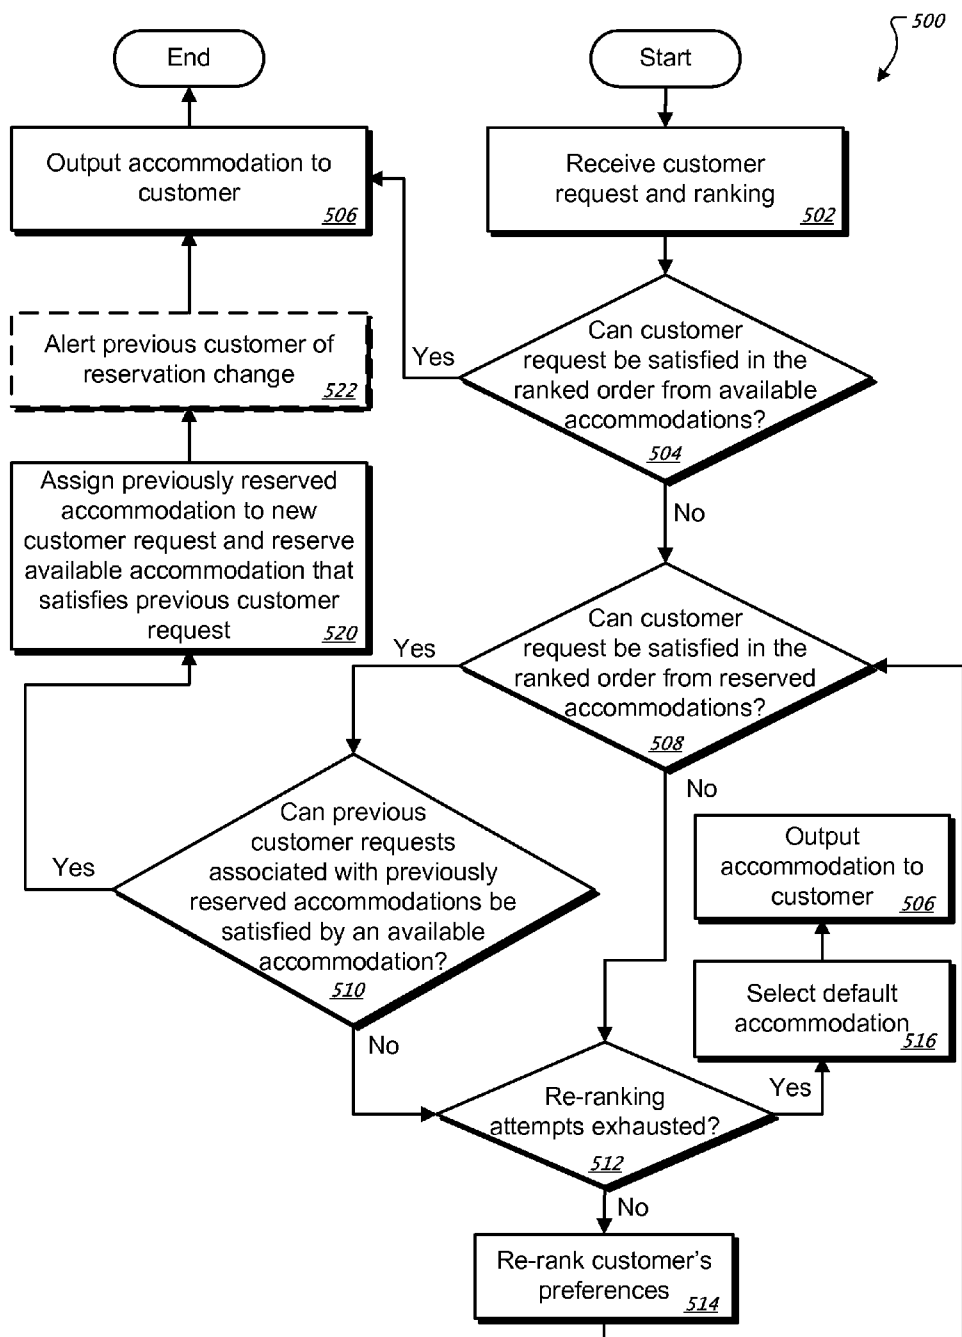 500
End
Start
Output accommodation to
customer
506
Receive customer
request and ranking
502
Can customer
request be satisfied in the
ranked order from available
accommodations?
504
Yes
No
Alert previous customer of
reservation change
522
Assign previously reserved
accommodation to new
customer request and reserve
available accommodation that
satisfies previous customer
request
520
Can customer
request be satisfied in the
ranked order from reserved
accommodations?
508
Yes
No
Can previous
customer requests
associated with previously
reserved accommodations be
satisfied by an available
accommodation?
510
Yes
No
Output
accommodation to
customer
506
Select default
accommodation
516
Yes
Re-ranking
attempts exhausted?
512
No
Re-rank customer's
preferences
514